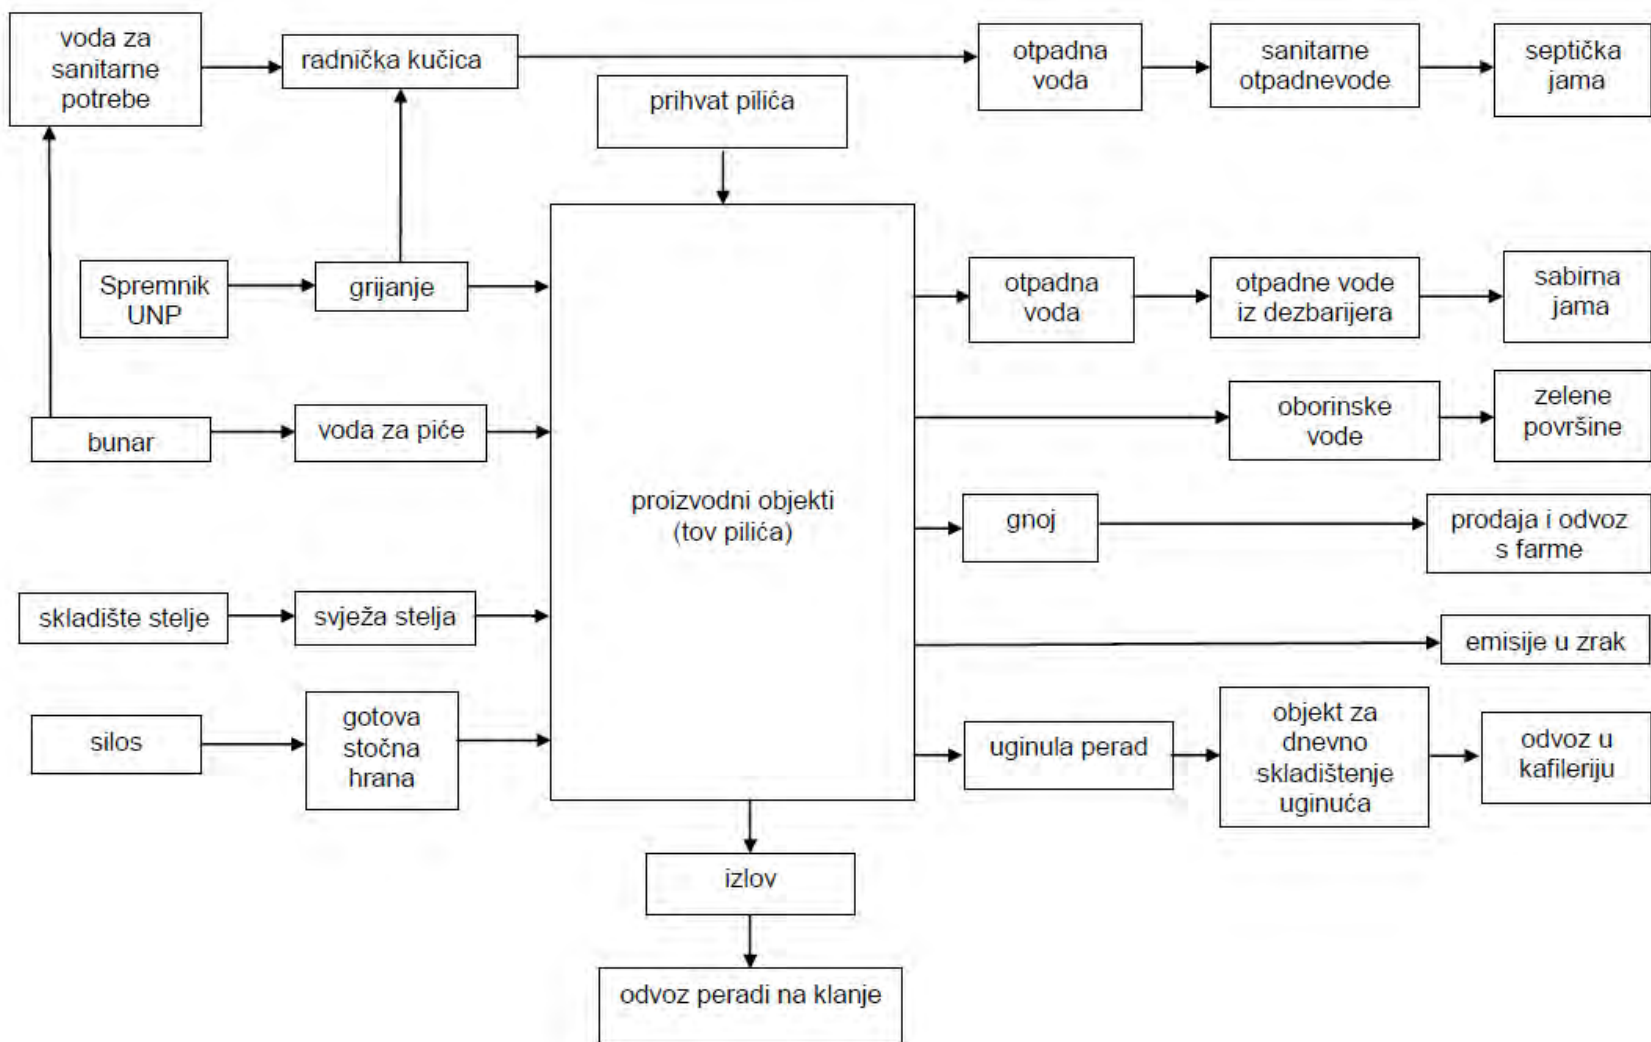 voda za
sanitarne
potrebe
radnička kučica
prihvat pilića
otpadna
voda
sanitarne
otpadnevode
septička
jama
Spremnik
UNP
grijanje
otpadna
voda
otpadne vode
iz dezbarijera
sabirna
jama
bunar
voda za piće
oborinske
vode
zelene
površine
proizvodni objekti
(tov pilića)
gnoj
prodaja i odvoz
s farme
skladište stelje
svježa stelja
emisije u zrak
silos
gotova
stočna
hrana
uginula perad
objekt za
dnevno
skladištenje
uginuća
odvoz u
kafileriju
izlov
odvoz peradi na klanje